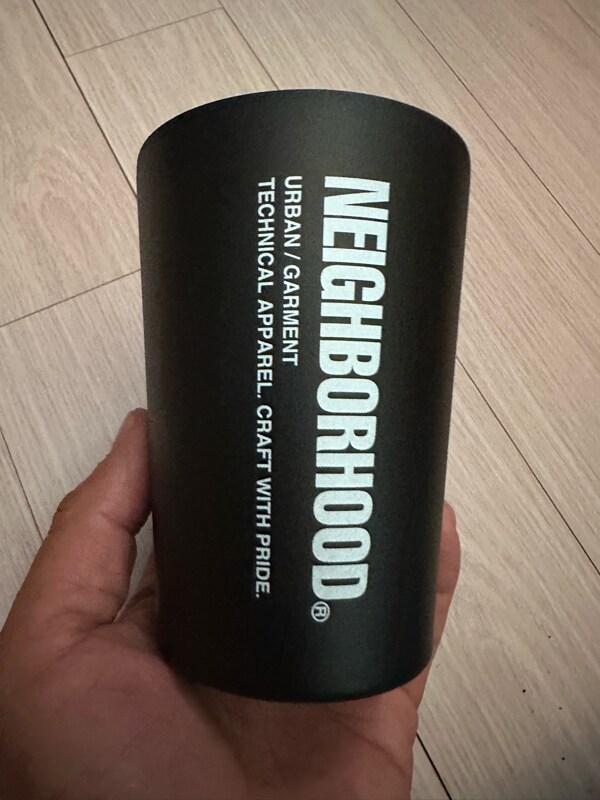 NEIGHBORHOOD®
URBAN / GARMENT
TECHNICAL APPAREL. CRAFT WITH PRIDE.